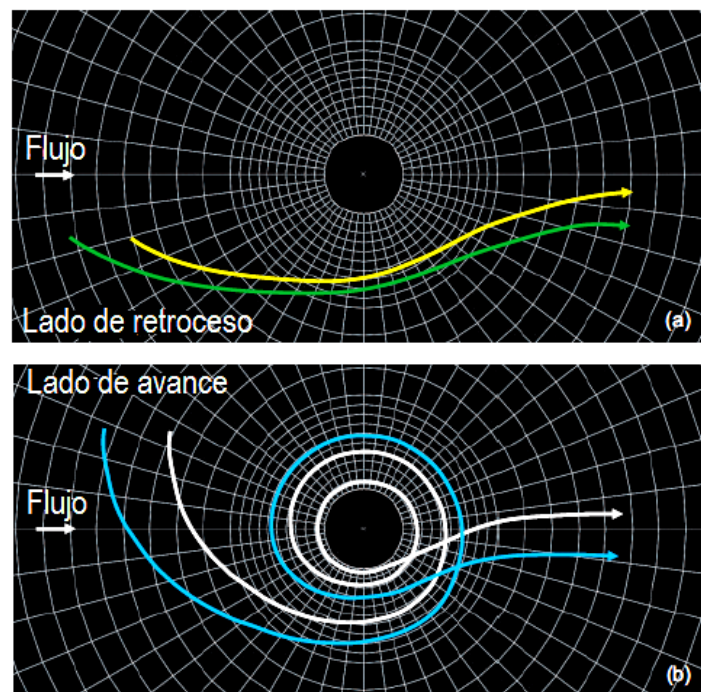 Flujo
Lado de retroceso
(a)
Lado de avance
Flujo
(b)